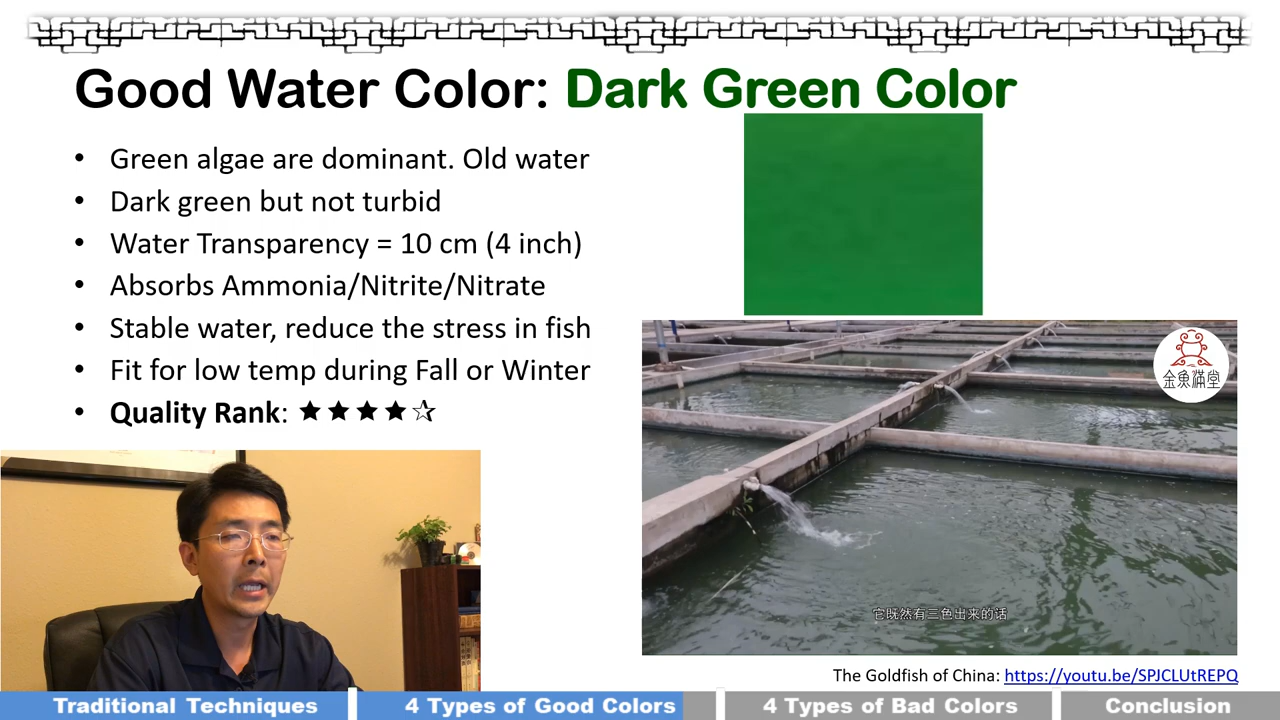 Good Water Color: Dark Green Color
• Green algae are dominant. Old water
• Dark green but not turbid
• Water Transparency = 10 cm (4 inch)
• Absorbs Ammonia/Nitrite/Nitrate
• Stable water, reduce the stress in fish
• Fit for low temp during Fall or Winter
• Quality Rank: ★★★★☆
金魚满堂
它既然有三色出来的话
The Goldfish of China: https://youtu.be/SPJCLUtREPQ
Traditional Techniques
4 Types of Good Colors
4 Types of Bad Colors
Conclusion